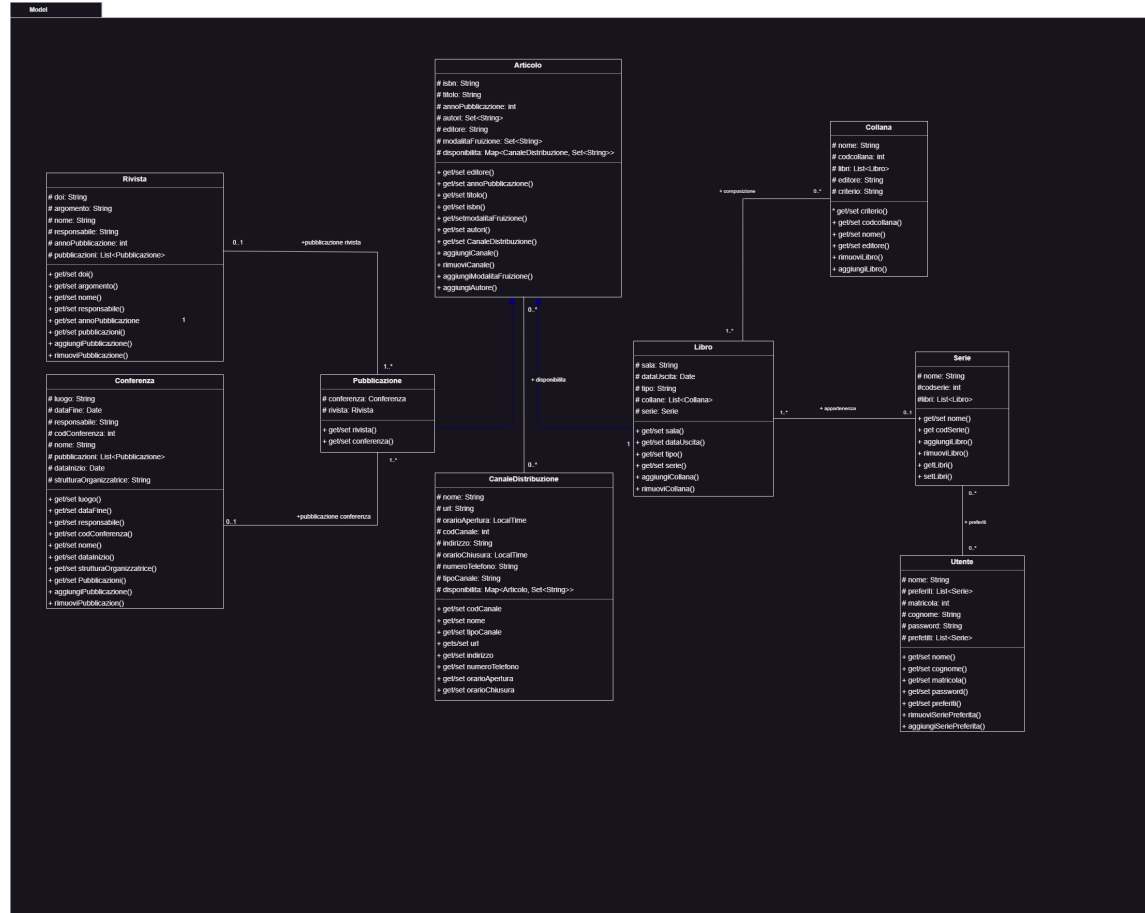 Model
Articolo
# isbn: String
# titolo: String
# annoPubblicazione: int
# autori: Set<String>
# editore: String
# modalitaFruizione: Set<String>
# disponibilita: Map<CanaleDistribuzione, Set<String>>
+ get/set editore()
+ get/set annoPubblicazione()
+ get/set titolo()
+ get/set isbn()
+ get/setmodalitaFruizione()
+ get/set autori()
+ get/set CanaleDistribuzione()
+ aggiungiCanale()
+ rimuoviCanale()
+ aggiungiModalitaFruizione()
+ aggiungiAutore()
0..*
+ disponibilita
0..*
Collana
# nome: String
# codcollana: int
# libri: List<Libro>
# editore: String
# criterio: String
* get/set criterio()
+ get/set codcollana()
+ get/set nome()
+ get/set editore()
+ rimuoviLibro()
+ aggiungiLibro()
+ composizione
0..*
1..*
Rivista
# doi: String
# argomento: String
# nome: String
# responsabile: String
# annoPubblicazione: int
# pubblicazioni: List<Pubblicazione>
+ get/set doi()
+ get/set argomento()
+ get/set nome()
+ get/set responsabile()
+ get/set annoPubblicazione
1
+ get/set pubblicazioni()
+ aggiungiPubblicazione()
+ rimuoviPubblicazione()
0..1
+pubblicazione rivista
1..*
Conferenza
# luogo: String
# dataFine: Date
# responsabile: String
# codConferenza: int
# nome: String
# pubblicazioni: List<Pubblicazione>
# dataInizio: Date
# strutturaOrganizzatrice: String
+ get/set luogo()
+ get/set dataFine()
+ get/set responsabile()
+ get/set codConferenza()
+ get/set nome()
+ get/set dataInizio()
+ get/set strutturaOrganizzatrice()
+ get/set Pubblicazioni()
+ aggiungiPubblicazione()
+ rimuoviPubblicazion()
0..1
+pubblicazione conferenza
1..*
Pubblicazione
# conferenza: Conferenza
# rivista: Rivista
+ get/set rivista()
+ get/set conferenza()
Libro
# sala: String
# dataUscita: Date
# tipo: String
# collane: List<Collana>
# serie: Serie
+ get/set sala()
+ get/set dataUscita()
+ get/set tipo()
+ get/set serie()
+ aggiungiCollana()
+ rimuoviCollana()
1
1..*
+ appartenenza
0..1
Serie
# nome: String
#codserie: int
#libri: List<Libro>
+ get/set nome()
+ get codSerie()
+ aggiungiLibro()
+ rimuoviLibro()
+ getLibri()
+ setLibri()
0..*
+ preferiti
0..*
CanaleDistribuzione
# nome: String
# url: String
# orarioApertura: LocalTime
# codCanale: int
# indirizzo: String
# orarioChiusura: LocalTime
# numeroTelefono: String
# tipoCanale: String
# disponibilita: Map<Articolo, Set<String>>
+ get/set codCanale
+ get/set nome
+ get/set tipoCanale
+ gets/set url
+ get/set indirizzo
+ get/set numeroTelefono
+ get/set orarioApertura
+ get/set orarioChiusura
Utente
# nome: String
# preferiti: List<Serie>
# matricola: int
# cognome: String
# password: String
# prefetiti: List<Serie>
+ get/set nome()
+ get/set cognome()
+ get/set matricola()
+ get/set password()
+ get/set preferiti()
+ rimuoviSeriePreferita()
+ aggiungiSeriePreferita()